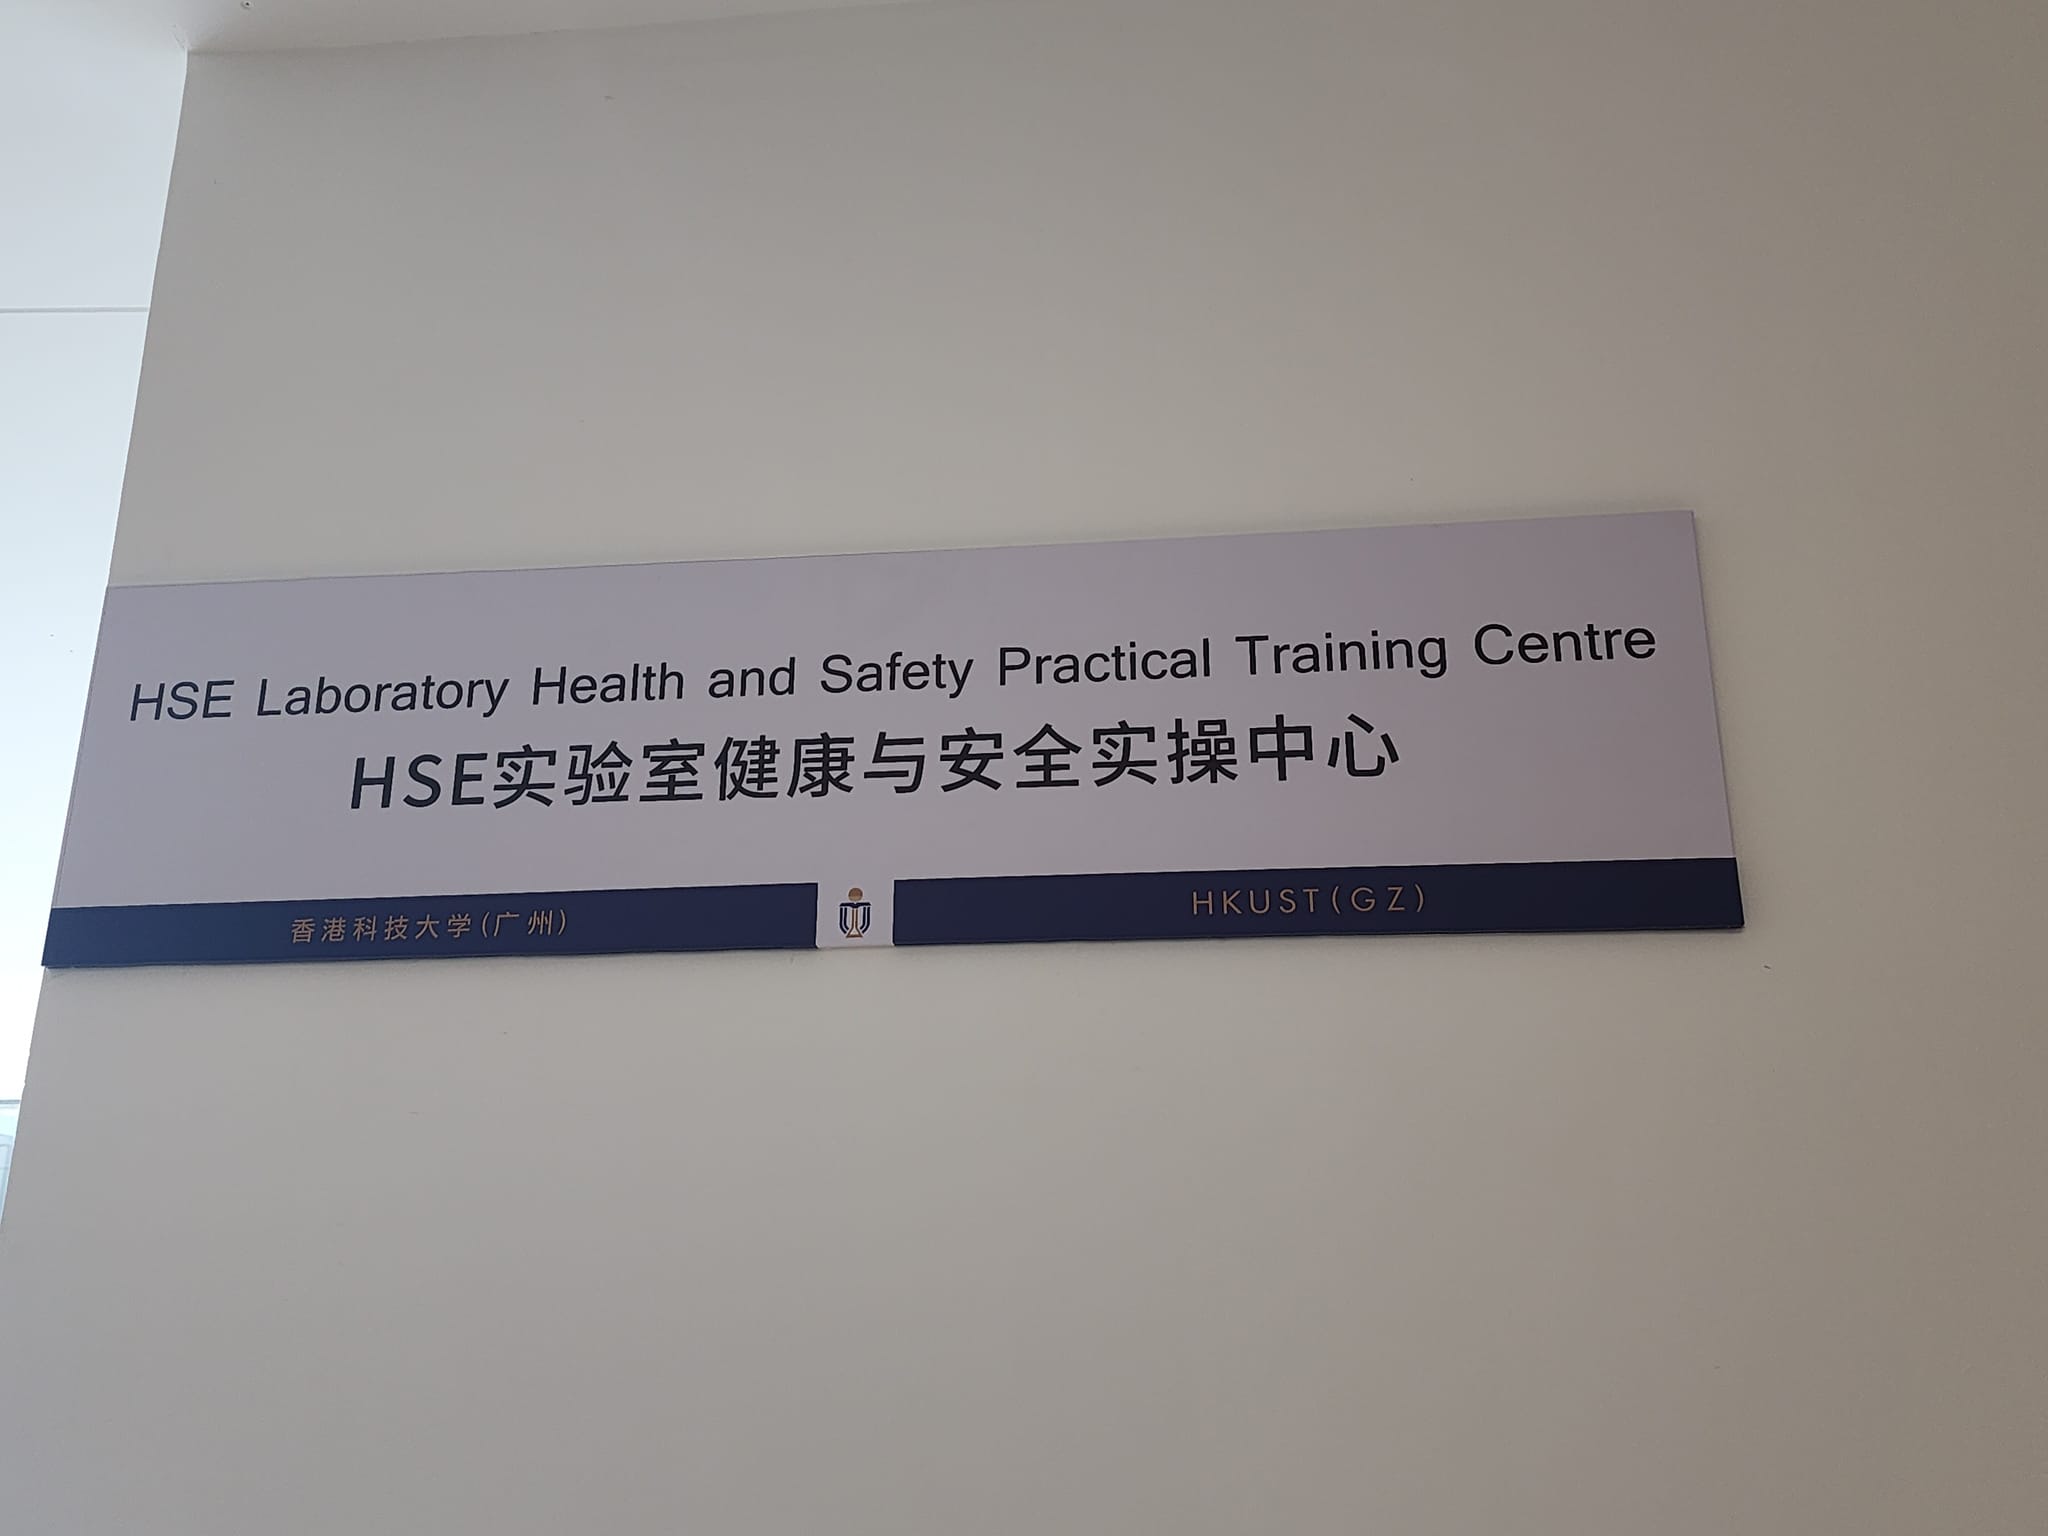 HSE Laboratory Health and Safety Practical Training Centre
HSE实验室健康与安全实操中心
香港科技大学(广州)
HKUST(GZ)